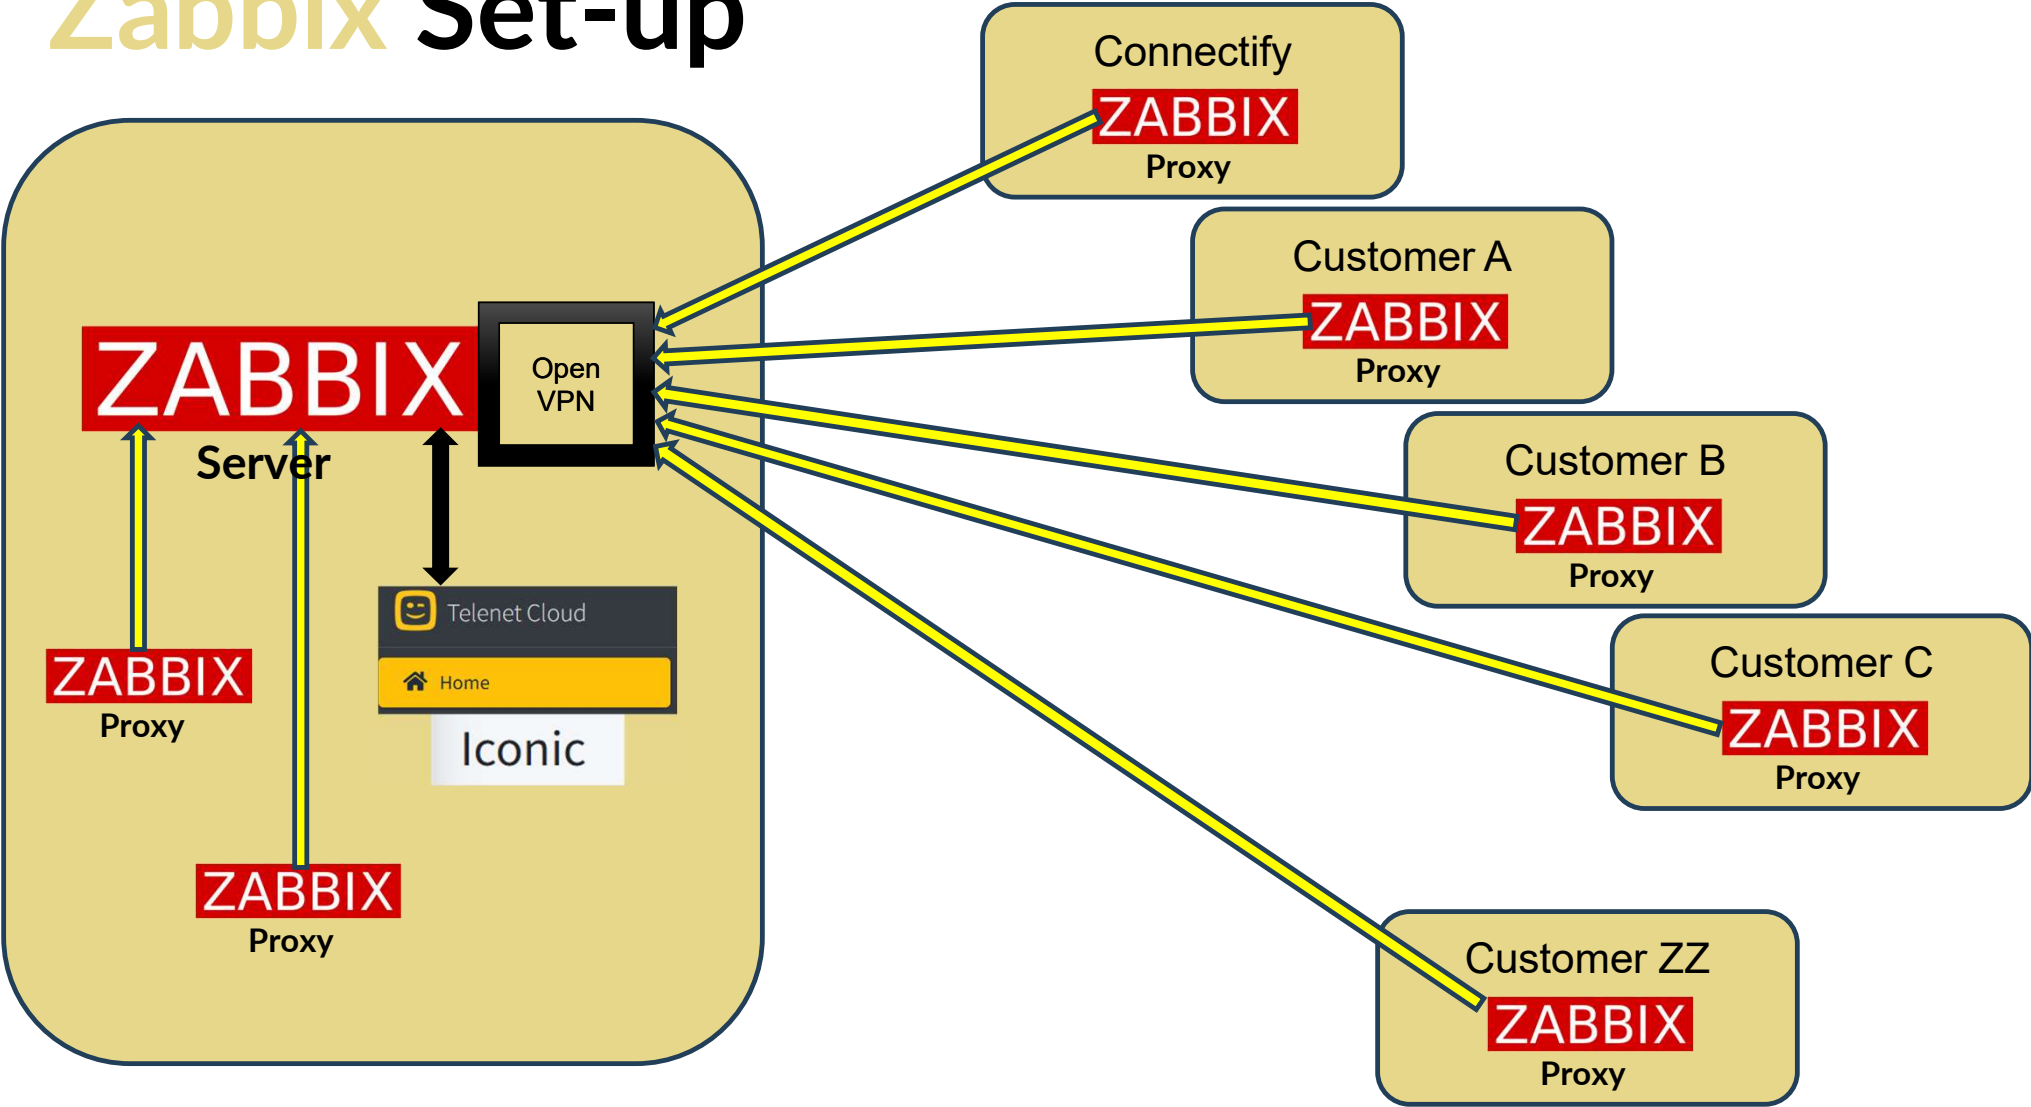 Zabbix Set-up
Connectify
ZABBIX
Proxy
Customer A
ZABBIX
Proxy
ZABBIX
Server
Open
VPN
Customer B
ZABBIX
Proxy
Telenet Cloud
Home
Iconic
ZABBIX
Proxy
Customer C
ZABBIX
Proxy
ZABBIX
Proxy
Customer ZZ
ZABBIX
Proxy